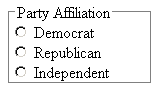 Party Affiliation
Democrat
Republican
Independent